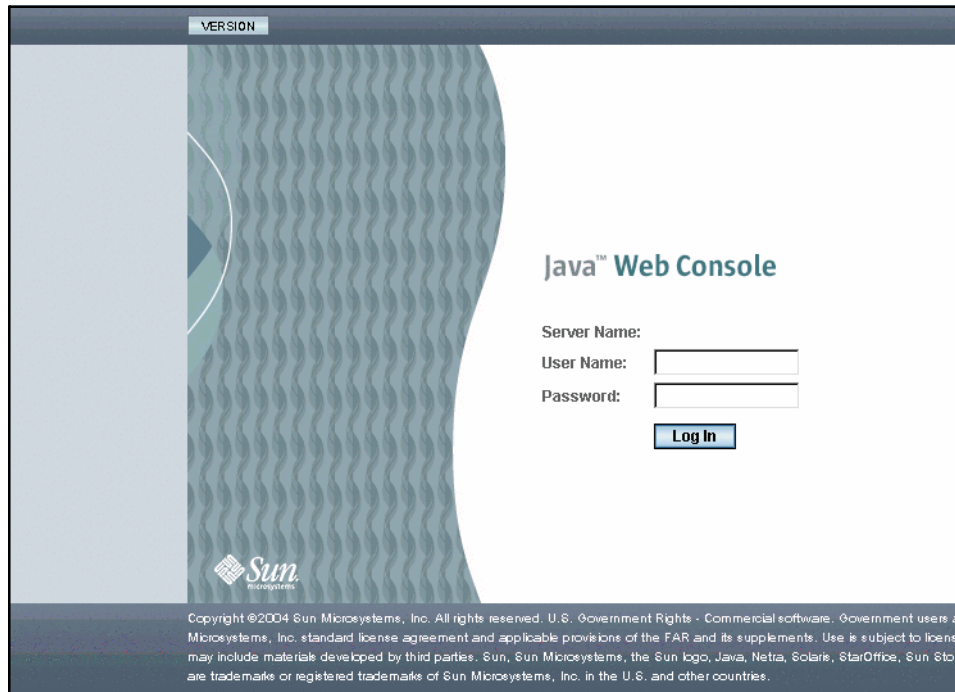 VERSION
Java™ Web Console
Server Name:
User Name:
Password:
Log In
Sun
microsystems
Copyright ©2004 Sun Microsystems, Inc. All rights reserved. U.S. Government Rights - Commercial software. Government users a
Microsystems, Inc. standard license agreement and applicable provisions of the FAR and its supplements. Use is subject to licens
may include materials developed by third parties. Sun, Sun Microsystems, the Sun logo, Java, Netra, Solaris, StarOffice, Sun Sto
are trademarks or registered trademarks of Sun Microsystems, Inc. in the U.S. and other countries.